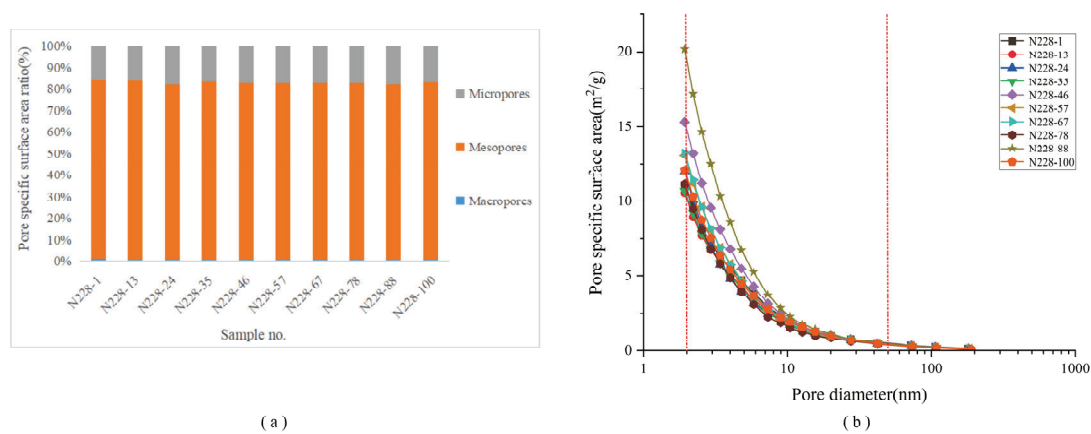 100%
90%
80%
70%
60%
50%
40%
30%
20%
10%
0%
Pore specific surface area ratio(%)
N228-1
N228-13
N228-24
N228-35
N228-46
N228-57
N228-67
N228-78
N228-88
N228-100
Sample no.
Micropores
Mesopores
Macropores
( a )
20
15
10
5
0
Pore specific surface area(m²/g)
1
10
100
1000
Pore diameter(nm)
N228-1
N228-13
N228-24
N228-35
N228-46
N228-57
N228-67
N228-78
N228-88
N228-100
( b )